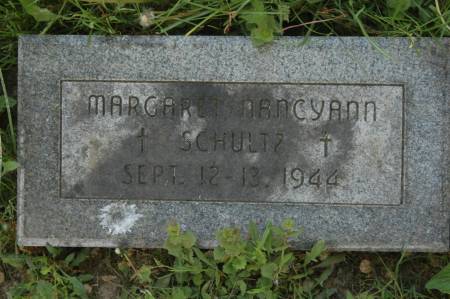 MARGARET NANCYANN
† SCHULTZ †
SEPT. 12-13, 1944